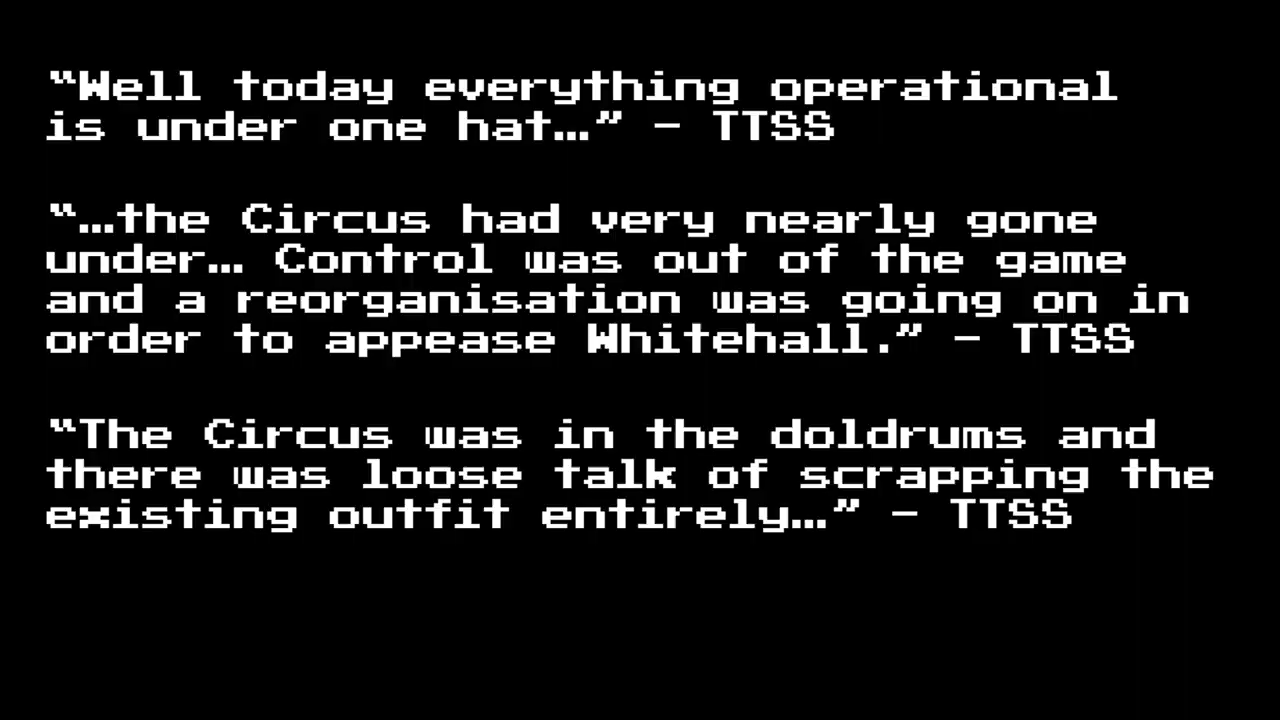 “Well today everything operational
is under one hat…” – TTSS
“…the Circus had very nearly gone
under… Control was out of the game
and a reorganisation was going on in
order to appease Whitehall.” – TTSS
“The Circus was in the doldrums and
there was loose talk of scrapping the
existing outfit entirely…” – TTSS